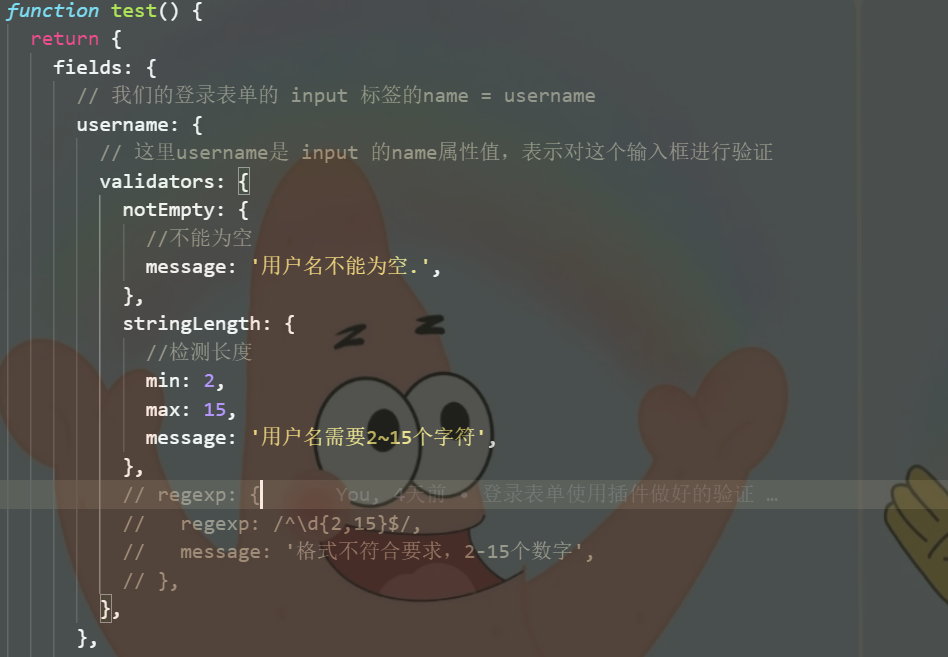 function test() {
return {
fields: {
// 我们的登录表单的 input 标签的name = username
username: {
// 这里username是 input 的name属性值，表示对这个输入框进行验证
validators: {
notEmpty: {
//不能为空
message: '用户名不能为空.',
},
stringLength: {
//检测长度
min: 2,
max: 15,
message: '用户名需要2~15个字符',
},
// regexp: { You, 4天前 • 登录表单使用插件做好的验证 …
// regexp: /^\d{2,15}$/,
// message: '格式不符合要求，2-15个数字',
// },
},
},